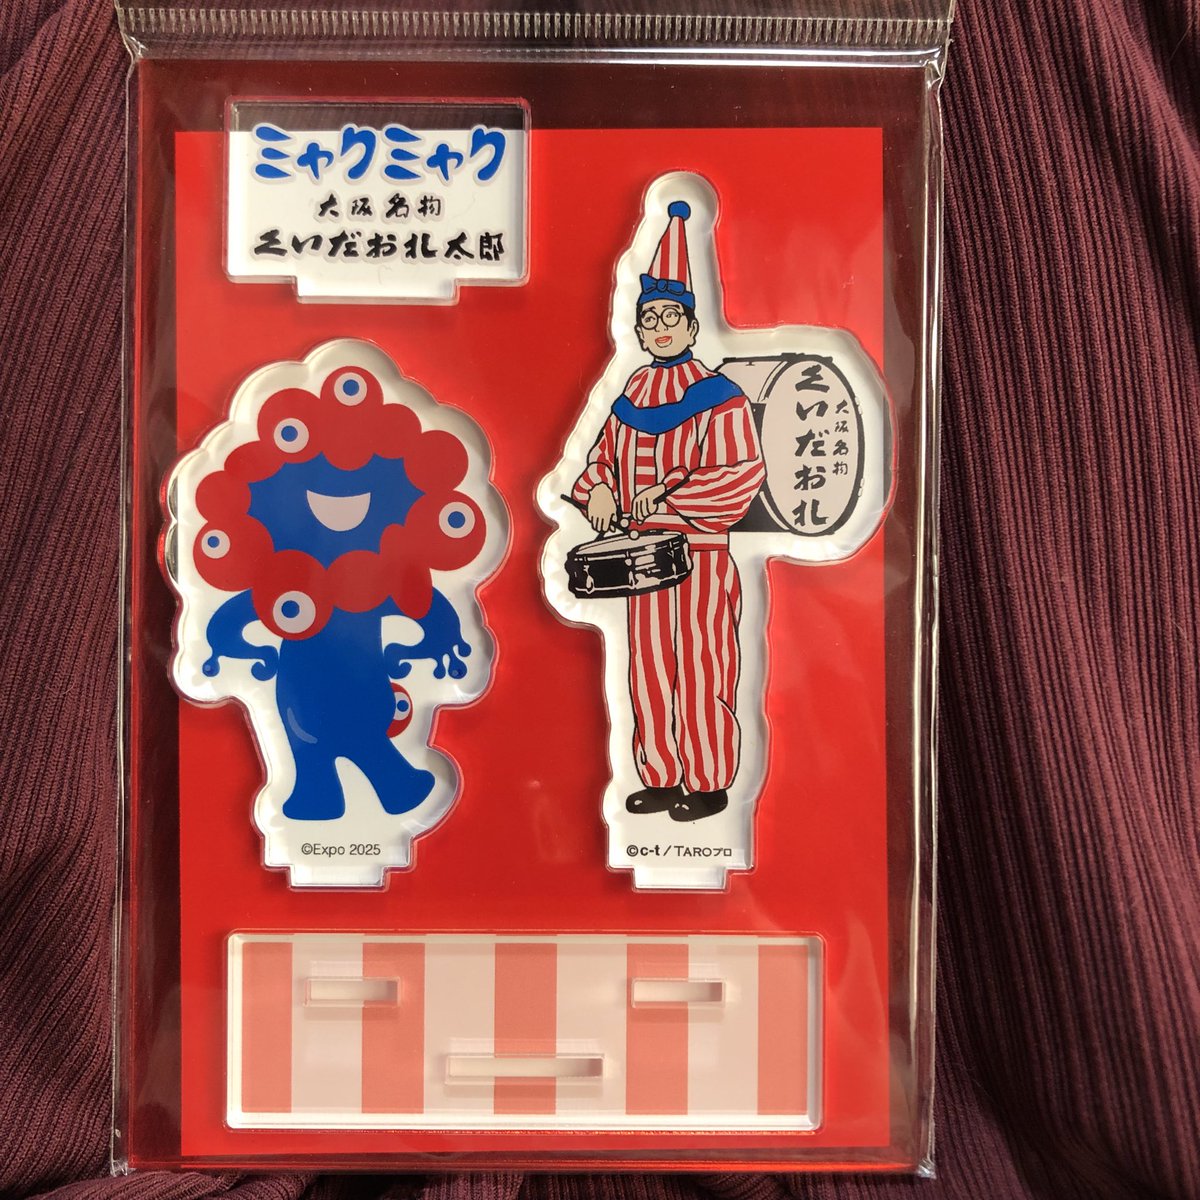 ミャクミャク
大阪名物
くいだおれ太郎
大阪名物
くいだおれ
©Expo 2025
©c-t / TAROプロ